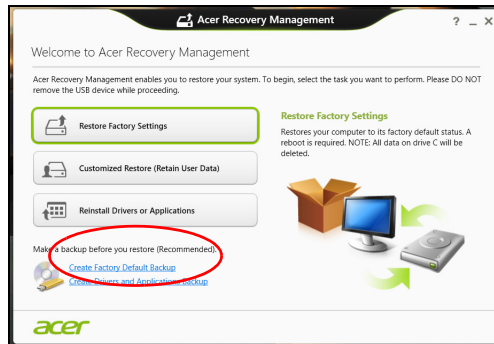 Acer Recovery Management
Welcome to Acer Recovery Management
Acer Recovery Management enables you to restore your system. To begin, select the task you want to perform. Please DO NOT
remove the USB device while proceeding.
Restore Factory Settings
Customized Restore (Retain User Data)
Reinstall Drivers or Applications
Restore Factory Settings
Restores your computer to its factory default status. A
reboot is required. NOTE: All data on drive C will be
deleted.
Make a backup before you restore (Recommended).
Create Factory Default Backup
Create Drivers and Applications Backup
acer